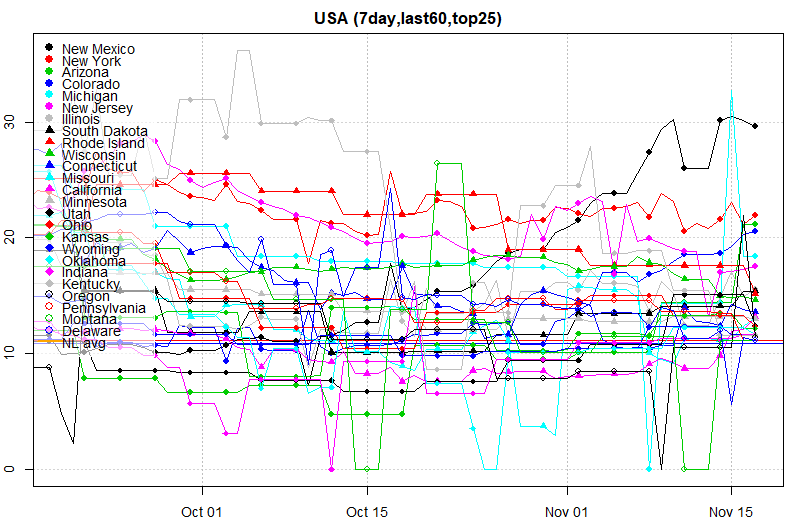 USA (7day,last60,top25)
30
20
10
0
New Mexico
New York
Arizona
Colorado
Michigan
New Jersey
Illinois
South Dakota
Rhode Island
Wisconsin
Connecticut
Missouri
California
Minnesota
Utah
Ohio
Kansas
Wyoming
Oklahoma
Indiana
Kentucky
Oregon
Pennsylvania
Montana
Delaware
NL avg
Oct 01 Oct 15 Nov 01 Nov 15